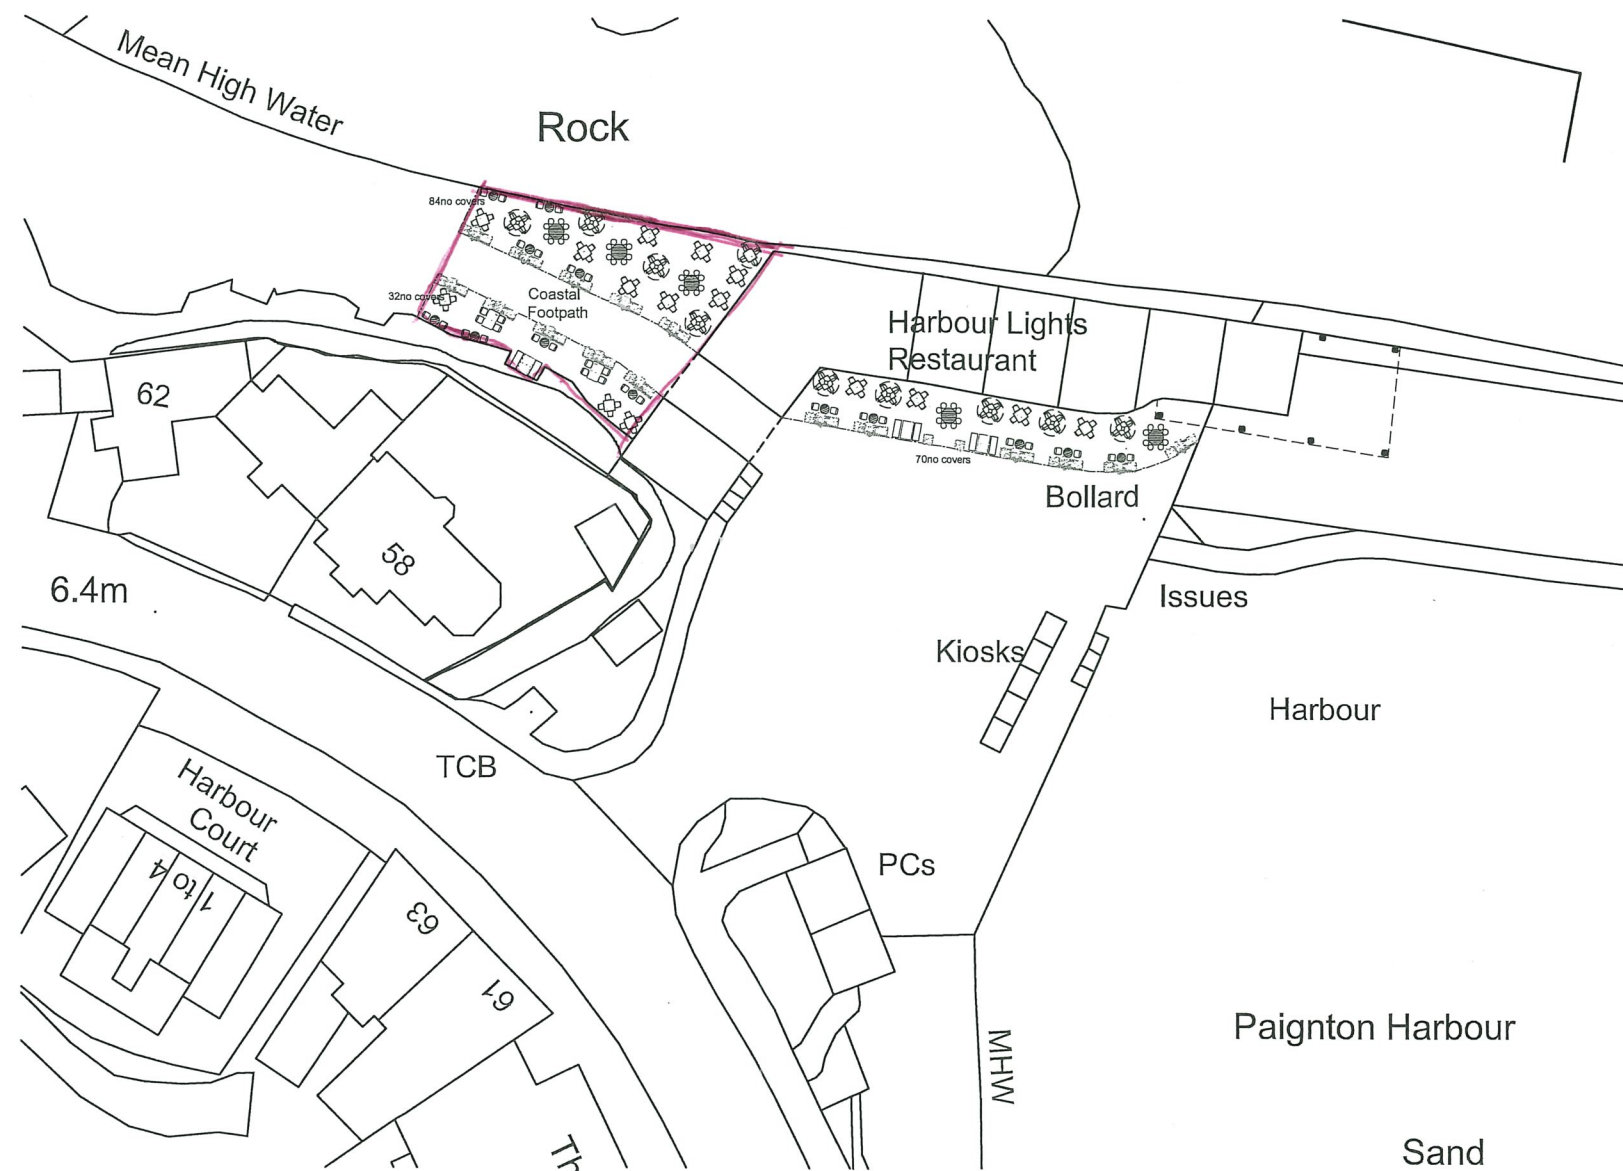 Mean High Water
Rock
84no covers
32no covers
Coastal
Footpath
Harbour Lights
Restaurant
62
70no covers
Bollard
58
6.4m
Issues
Kiosks
Harbour
TCB
Harbour
Court
1 to 4
PCs
63
61
Paignton Harbour
MHW
Th
Sand